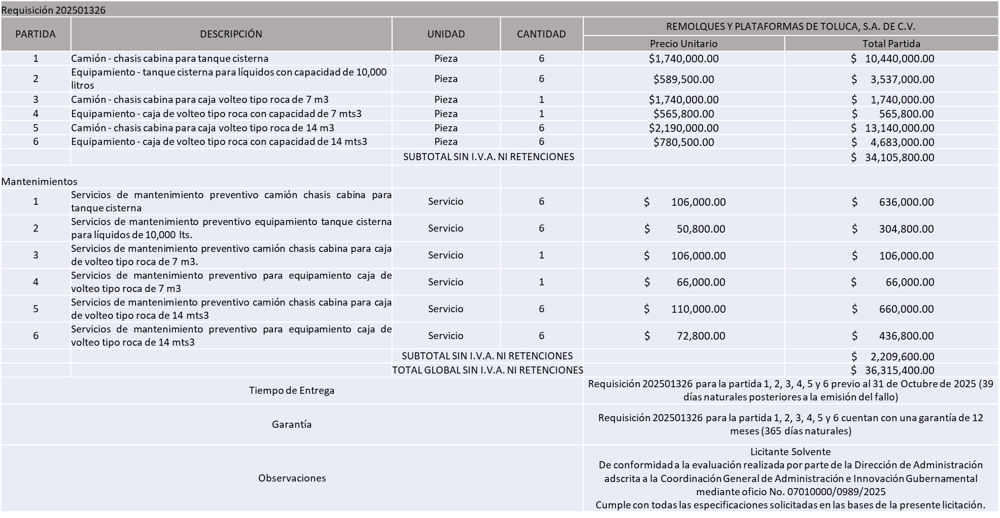 Requisición 202501326
PARTIDA DESCRIPCIÓN UNIDAD CANTIDAD REMOLQUES Y PLATAFORMAS DE TOLUCA, S.A. DE C.V.
Precio Unitario Total Partida
1 Camión - chasis cabina para tanque cisterna Pieza 6 $1,740,000.00 $ 10,440,000.00
2 Equipamiento - tanque cisterna para líquidos con capacidad de 10,000
litros Pieza 6 $589,500.00 $ 3,537,000.00
3 Camión - chasis cabina para caja volteo tipo roca de 7 m3 Pieza 1 $1,740,000.00 $ 1,740,000.00
4 Equipamiento - caja de volteo tipo roca con capacidad de 7 mts3 Pieza 1 $565,800.00 $ 565,800.00
5 Camión - chasis cabina para caja volteo tipo roca de 14 m3 Pieza 6 $2,190,000.00 $ 13,140,000.00
6 Equipamiento - caja de volteo tipo roca con capacidad de 14 mts3 Pieza 6 $780,500.00 $ 4,683,000.00
SUBTOTAL SIN I.V.A. NI RETENCIONES $ 34,105,800.00
Mantenimientos
1 Servicios de mantenimiento preventivo camión chasis cabina para
tanque cisterna Servicio 6 $ 106,000.00 $ 636,000.00
2 Servicios de mantenimiento preventivo equipamiento tanque cisterna
para líquidos de 10,000 lts. Servicio 6 $ 50,800.00 $ 304,800.00
3 Servicios de mantenimiento preventivo camión chasis cabina para caja
de volteo tipo roca de 7 m3. Servicio 1 $ 106,000.00 $ 106,000.00
4 Servicios de mantenimiento preventivo para equipamiento caja de
volteo tipo roca de 7 m3 Servicio 1 $ 66,000.00 $ 66,000.00
5 Servicios de mantenimiento preventivo camión chasis cabina para caja
de volteo tipo roca de 14 mts3 Servicio 6 $ 110,000.00 $ 660,000.00
6 Servicios de mantenimiento preventivo para equipamiento caja de
volteo tipo roca de 14 mts3 Servicio 6 $ 72,800.00 $ 436,800.00
SUBTOTAL SIN I.V.A. NI RETENCIONES $ 2,209,600.00
TOTAL GLOBAL SIN I.V.A. NI RETENCIONES $ 36,315,400.00
Tiempo de Entrega
Requisición 202501326 para la partida 1, 2, 3, 4, 5 y 6 previo al 31 de Octubre de 2025 (39
días naturales posteriores a la emisión del fallo)
Garantía
Requisición 202501326 para la partida 1, 2, 3, 4, 5 y 6 cuentan con una garantía de 12
meses (365 días naturales)
Observaciones
Licitante Solvente
De conformidad a la evaluación realizada por parte de la Dirección de Administración
adscrita a la Coordinación General de Administración e Innovación Gubernamental
mediante oficio No. 07010000/0989/2025
Cumple con todas las especificaciones solicitadas en las bases de la presente licitación.